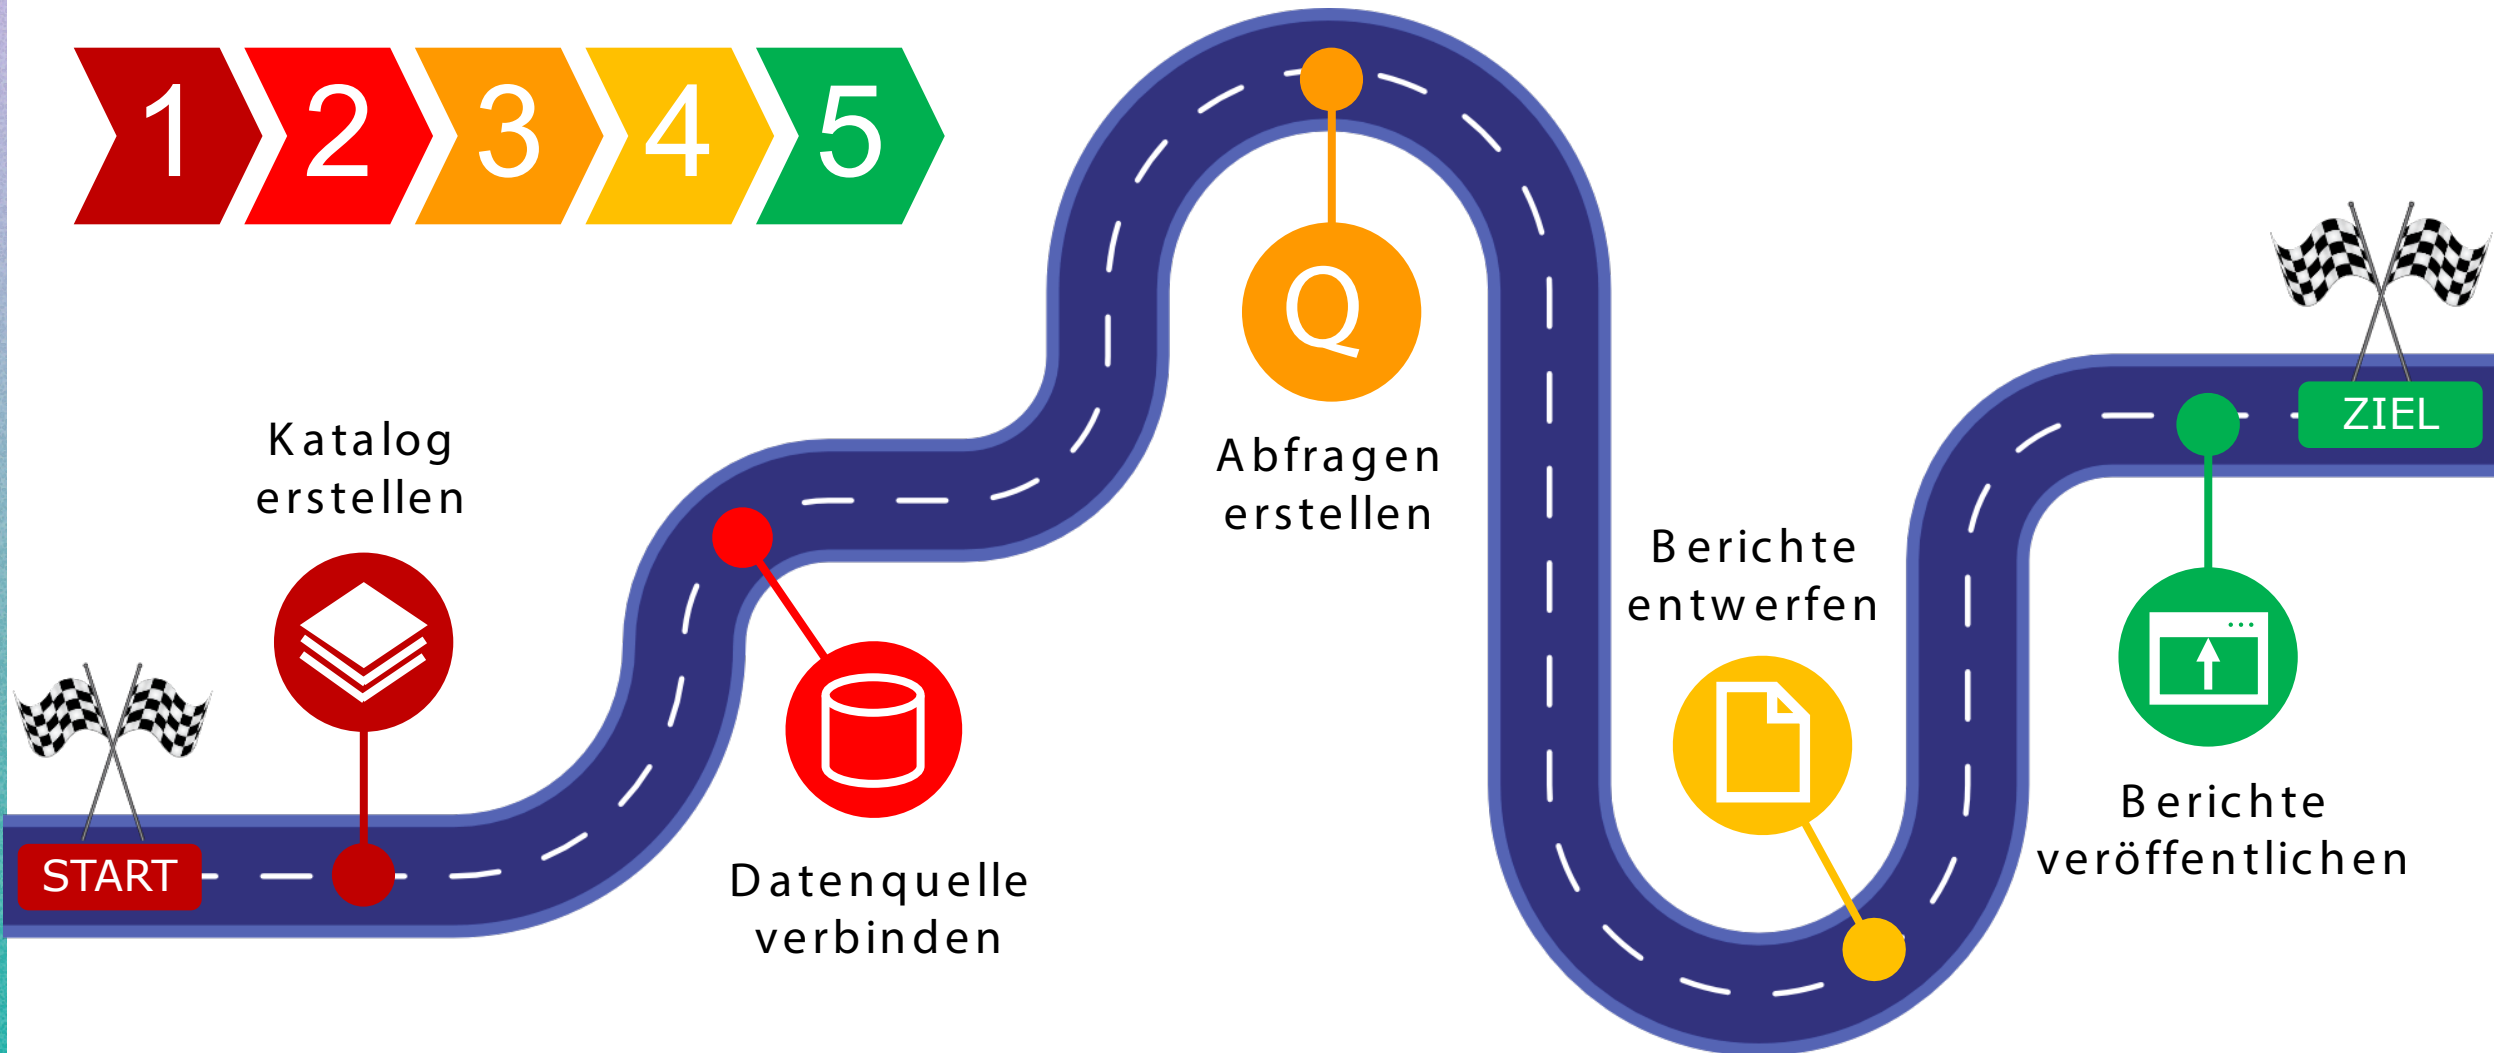 1 2 3 4 5
START
Katalog
erstellen
Datenquelle
verbinden
Q
Abfragen
erstellen
Berichte
entwerfen
Berichte
veröffentlichen
ZIEL